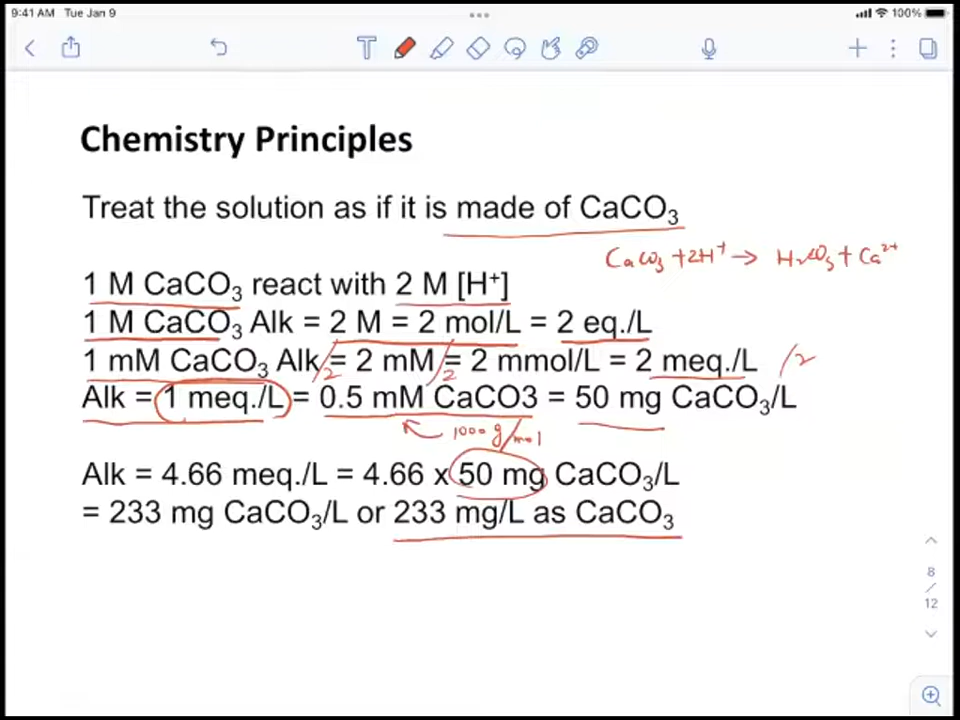 9:41 AM Tue Jan 9 100%
Chemistry Principles
Treat the solution as if it is made of CaCO₃
CaCO₃ + 2H⁺ → H₂CO₃ + Ca²⁺
1 M CaCO₃ react with 2 M [H⁺]
1 M CaCO₃ Alk = 2 M = 2 mol/L = 2 eq./L
1 mM CaCO₃ Alk = 2 mM = 2 mmol/L = 2 meq./L /2
/2 /2
Alk = 1 meq./L = 0.5 mM CaCO3 = 50 mg CaCO₃/L
1000 g/mol
Alk = 4.66 meq./L = 4.66 x 50 mg CaCO₃/L
= 233 mg CaCO₃/L or 233 mg/L as CaCO₃
8
/
12